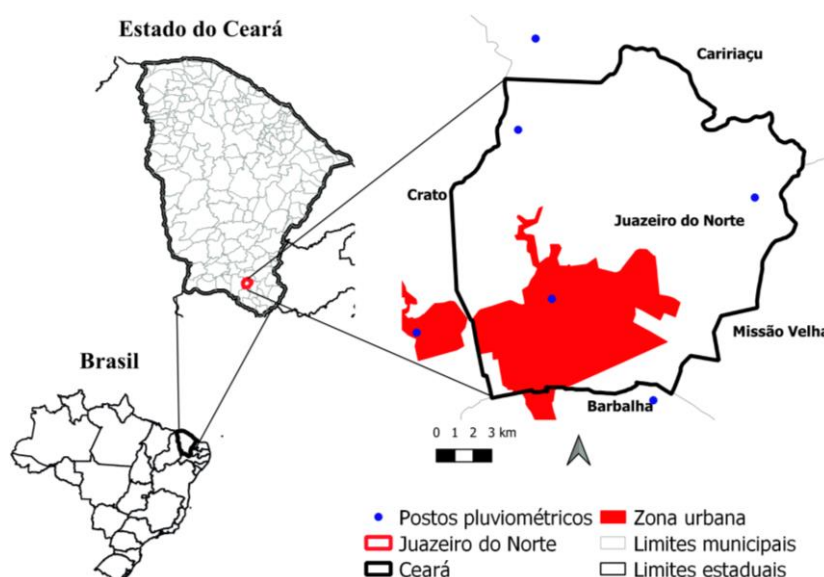 Estado do Ceará
Caririaçu
Crato
Juazeiro do Norte
Missão Velha
Brasil
Barbalha
0 1 2 3 km
Postos pluviométricos
Zona urbana
Juazeiro do Norte
Limites municipais
Ceará
Limites estaduais